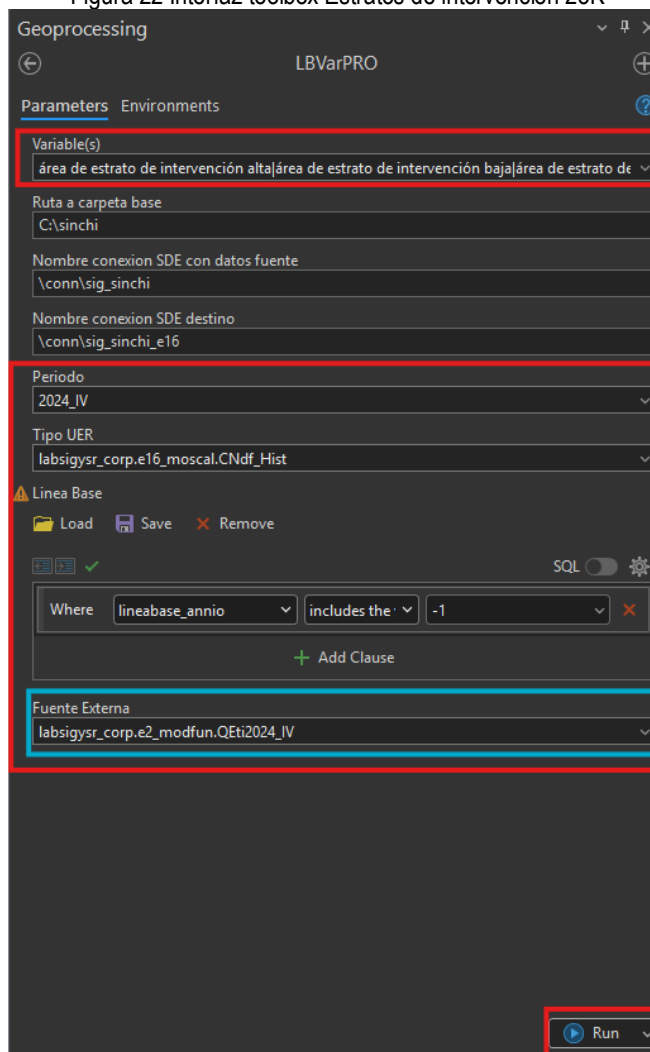 Figura 22 Interfaz toolbox Estratos de intervención ZoR
Geoprocessing
LBVarPRO
Parameters Environments
Variable(s)
área de estrato de intervención alta|área de estrato de intervención baja|área de estrato de
Ruta a carpeta base
C:\sinchi
Nombre conexion SDE con datos fuente
\conn\sig_sinchi
Nombre conexion SDE destino
\conn\sig_sinchi_e16
Periodo
2024_IV
Tipo UER
labsigysr_corp.e16_moscal.CNdf_Hist
Linea Base
Load Save Remove
SQL
Where lineabase_annio includes the -1
Add Clause
Fuente Externa
labsigysr_corp.e2_modfun.QEti2024_IV
Run